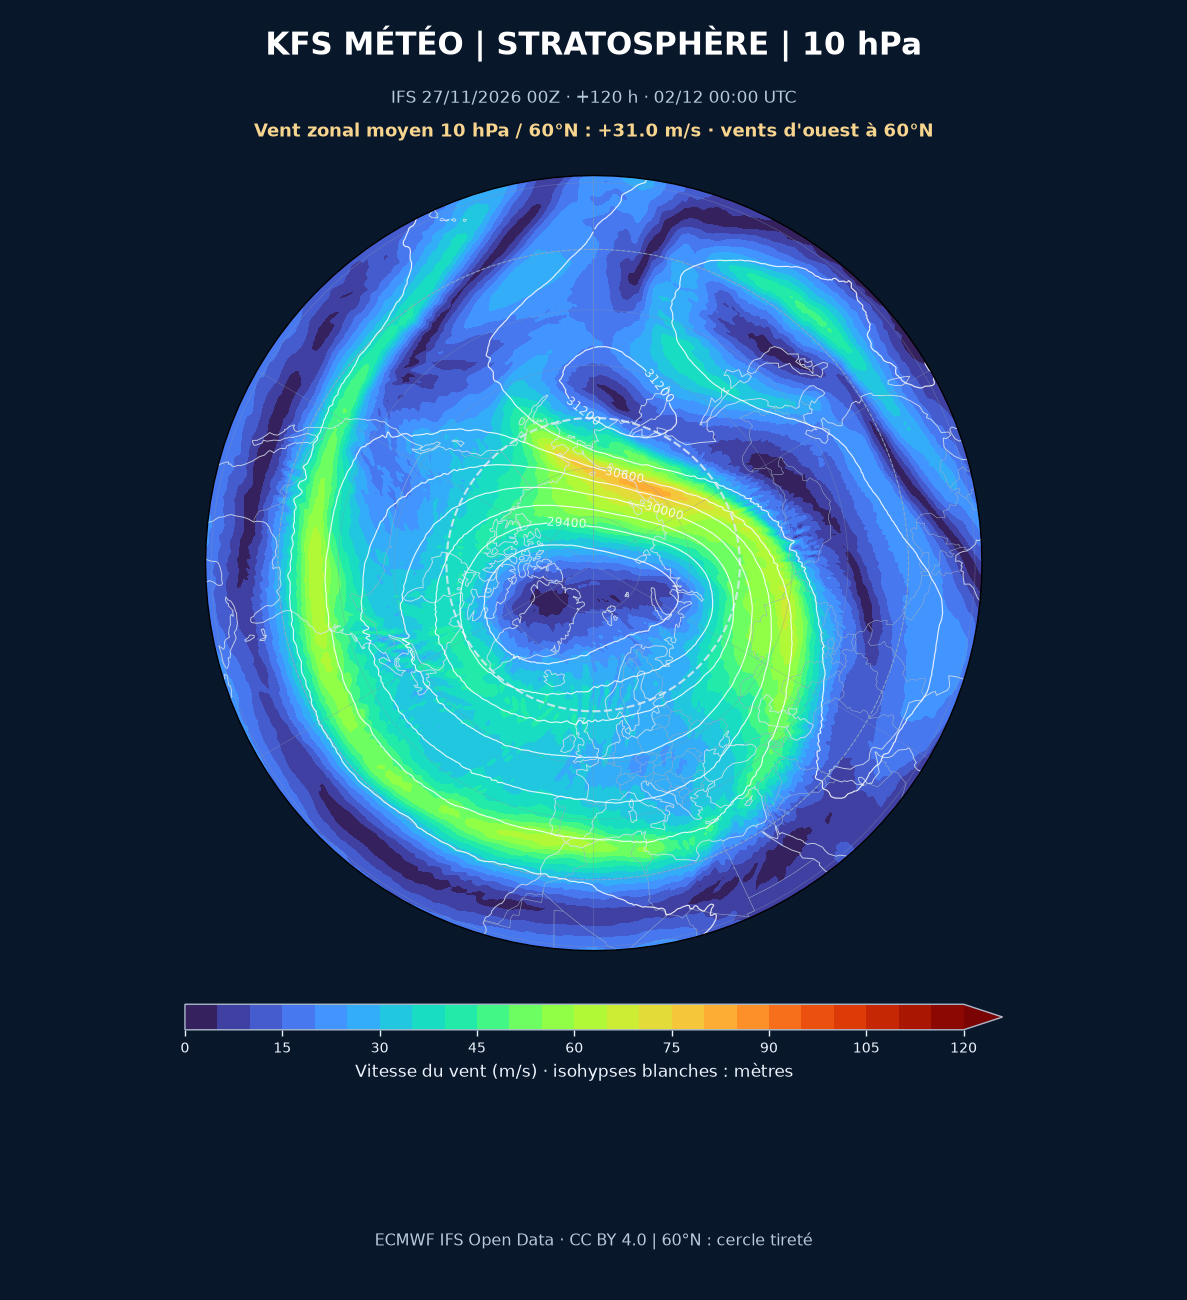 KFS MÉTÉO | STRATOSPHÈRE | 10 hPa
IFS 27/11/2026 00Z · +120 h · 02/12 00:00 UTC
Vent zonal moyen 10 hPa / 60°N : +31.0 m/s · vents d'ouest à 60°N
31200
31200
30600
30000
29400
0 15 30 45 60 75 90 105 120
Vitesse du vent (m/s) · isohypses blanches : mètres
ECMWF IFS Open Data · CC BY 4.0 | 60°N : cercle tireté